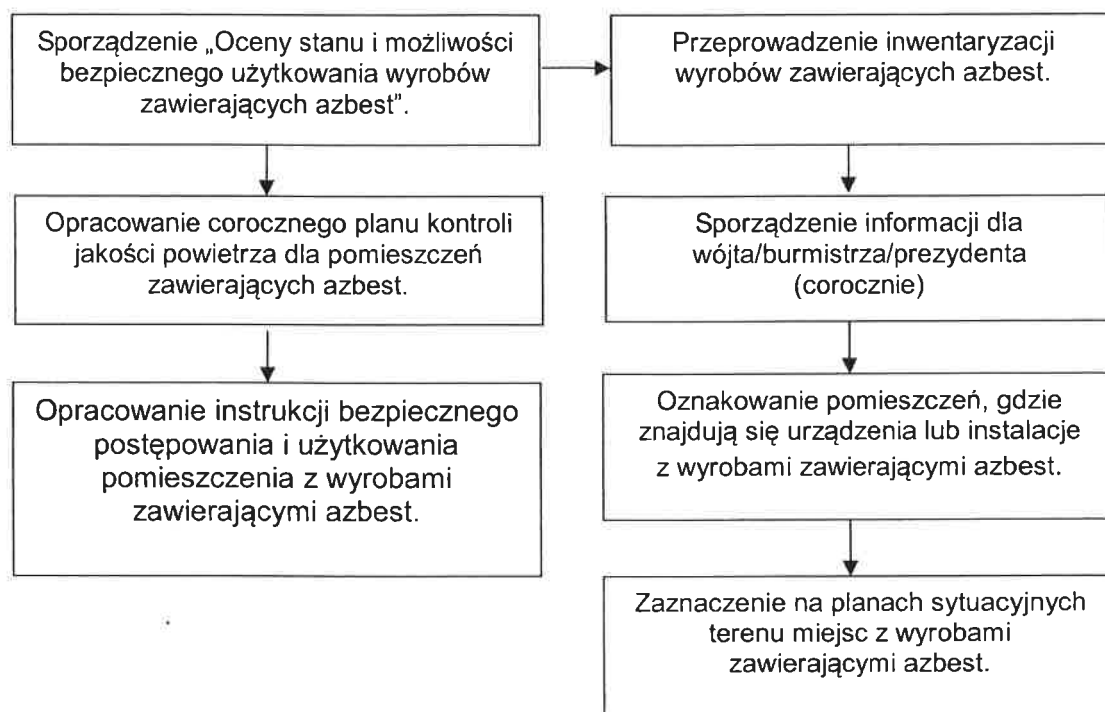 Sporządzenie „Oceny stanu i możliwości
bezpiecznego użytkowania wyrobów
zawierających azbest”.
Przeprowadzenie inwentaryzacji
wyrobów zawierających azbest.
Opracowanie corocznego planu kontroli
jakości powietrza dla pomieszczeń
zawierających azbest.
Sporządzenie informacji dla
wójta/burmistrza/prezydenta
(corocznie)
Opracowanie instrukcji bezpiecznego
postępowania i użytkowania
pomieszczenia z wyrobami
zawierającymi azbest.
Oznakowanie pomieszczeń, gdzie
znajdują się urządzenia lub instalacje
z wyrobami zawierającymi azbest.
Zaznaczenie na planach sytuacyjnych
terenu miejsc z wyrobami
zawierającymi azbest.